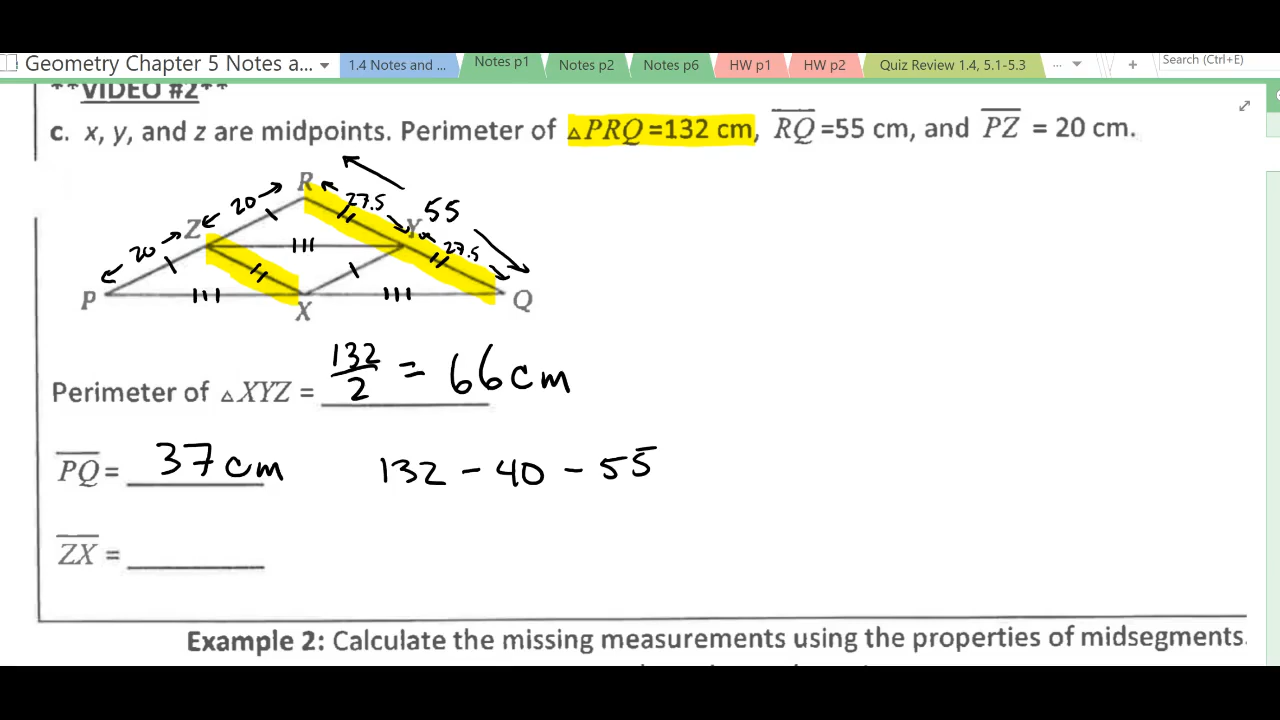 Geometry Chapter 5 Notes a... 1.4 Notes and ... Notes p1 Notes p2 Notes p6 HW p1 HW p2 Quiz Review 1.4, 5.1-5.3 ... + Search (Ctrl+E)
**VIDEO #2**
c. x, y, and z are midpoints. Perimeter of △PRQ=132 cm, RQ=55 cm, and PZ = 20 cm.
R
20 27.5 55
Z Y
20 27.5
P X Q
Perimeter of △XYZ = 132/2 = 66cm
PQ= 37cm 132 - 40 - 55
ZX =
Example 2: Calculate the missing measurements using the properties of midsegments.